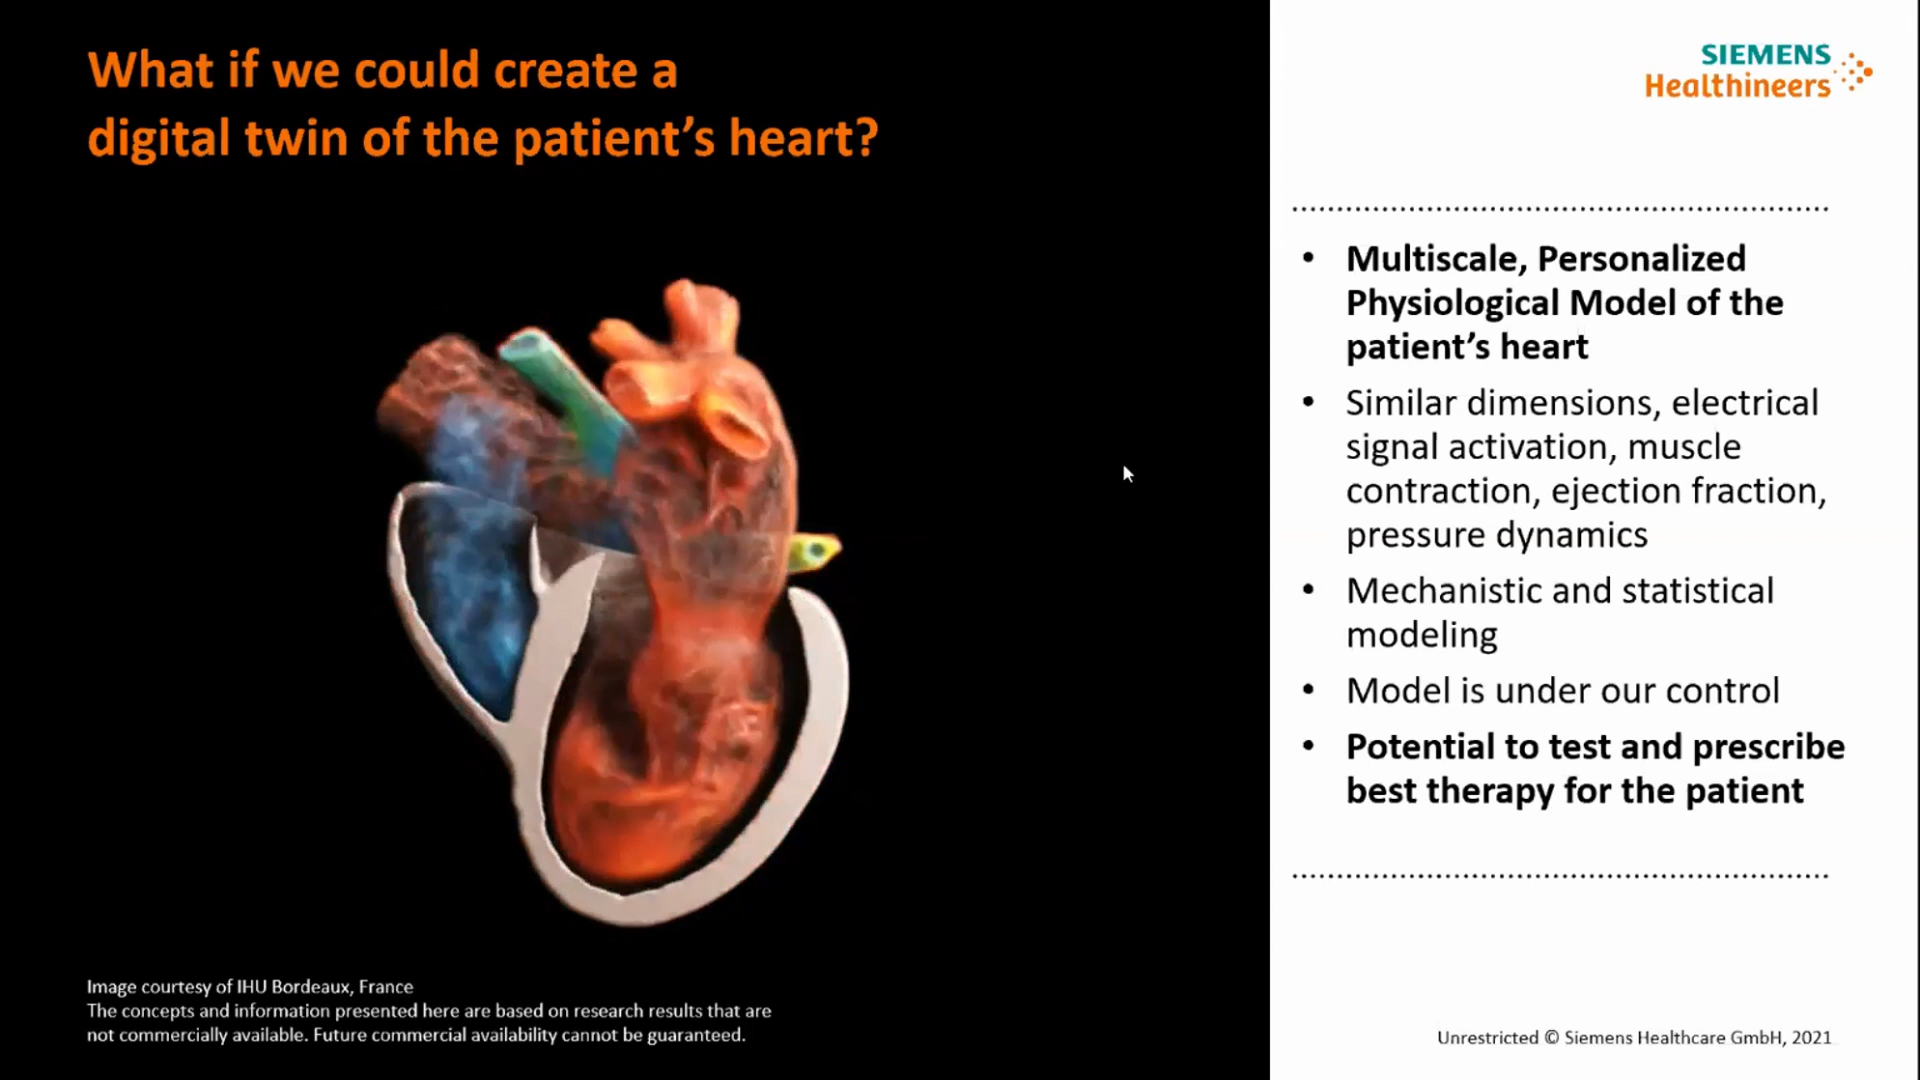 What if we could create a
digital twin of the patient's heart?
SIEMENS
Healthineers
• Multiscale, Personalized
Physiological Model of the
patient's heart
• Similar dimensions, electrical
signal activation, muscle
contraction, ejection fraction,
pressure dynamics
• Mechanistic and statistical
modeling
• Model is under our control
• Potential to test and prescribe
best therapy for the patient
Image courtesy of IHU Bordeaux, France
The concepts and information presented here are based on research results that are
not commercially available. Future commercial availability cannot be guaranteed.
Unrestricted © Siemens Healthcare GmbH, 2021